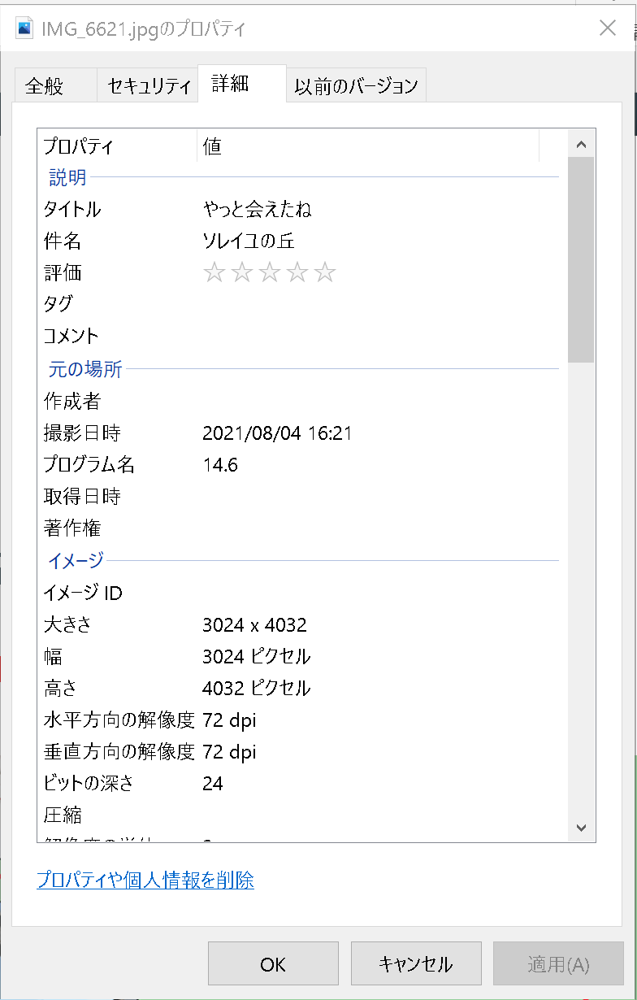 IMG_6621.jpgのプロパティ
全般 セキュリティ 詳細 以前のバージョン
プロパティ 値
説明
タイトル やっと会えたね
件名 ソレイユの丘
評価 ☆☆☆☆☆
タグ
コメント
元の場所
作成者
撮影日時 2021/08/04 16:21
プログラム名 14.6
取得日時
著作権
イメージ
イメージ ID
大きさ 3024 x 4032
幅 3024 ピクセル
高さ 4032 ピクセル
水平方向の解像度 72 dpi
垂直方向の解像度 72 dpi
ビットの深さ 24
圧縮
プロパティや個人情報を削除
OK キャンセル 適用(A)